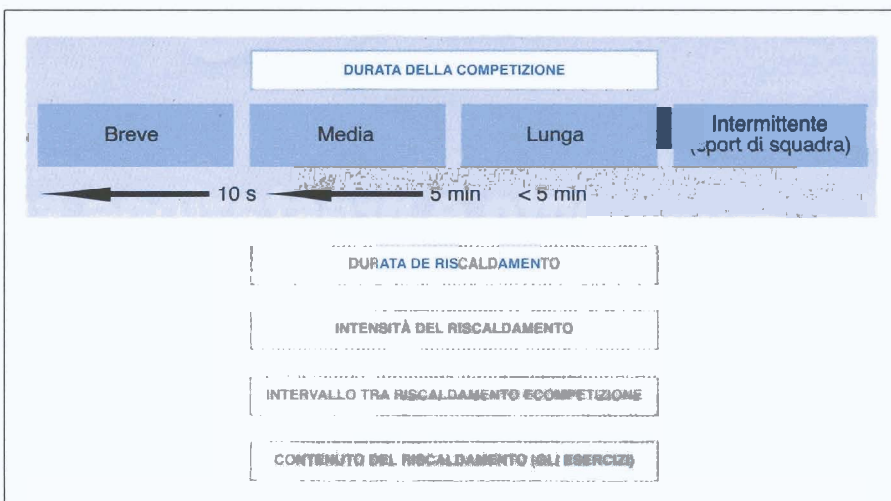 DURATA DELLA COMPETIZIONE
Breve
Media
Lunga
Intermittente
(sport di squadra)
10 s
5 min
< 5 min
DURATA DE RISCALDAMENTO
INTENSITÀ DEL RISCALDAMENTO
INTERVALLO TRA RISCALDAMENTO E COMPETIZIONE
CONTENUTO DEL RISCALDAMENTO (GLI ESERCIZI)